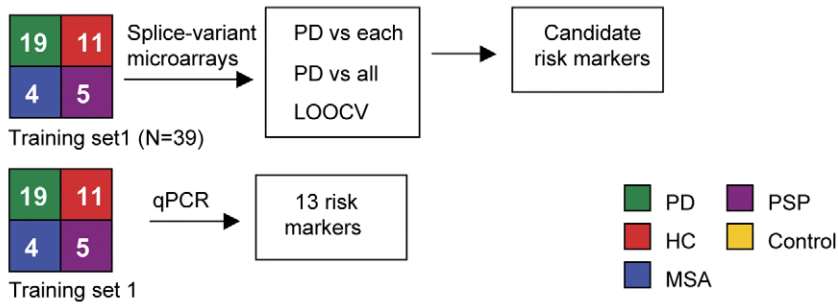 19 11
4 5
Training set1 (N=39)
Splice-variant
microarrays
PD vs each
PD vs all
LOOCV
Candidate
risk markers
19 11
4 5
Training set 1
qPCR
13 risk
markers
PD
HC
MSA
PSP
Control